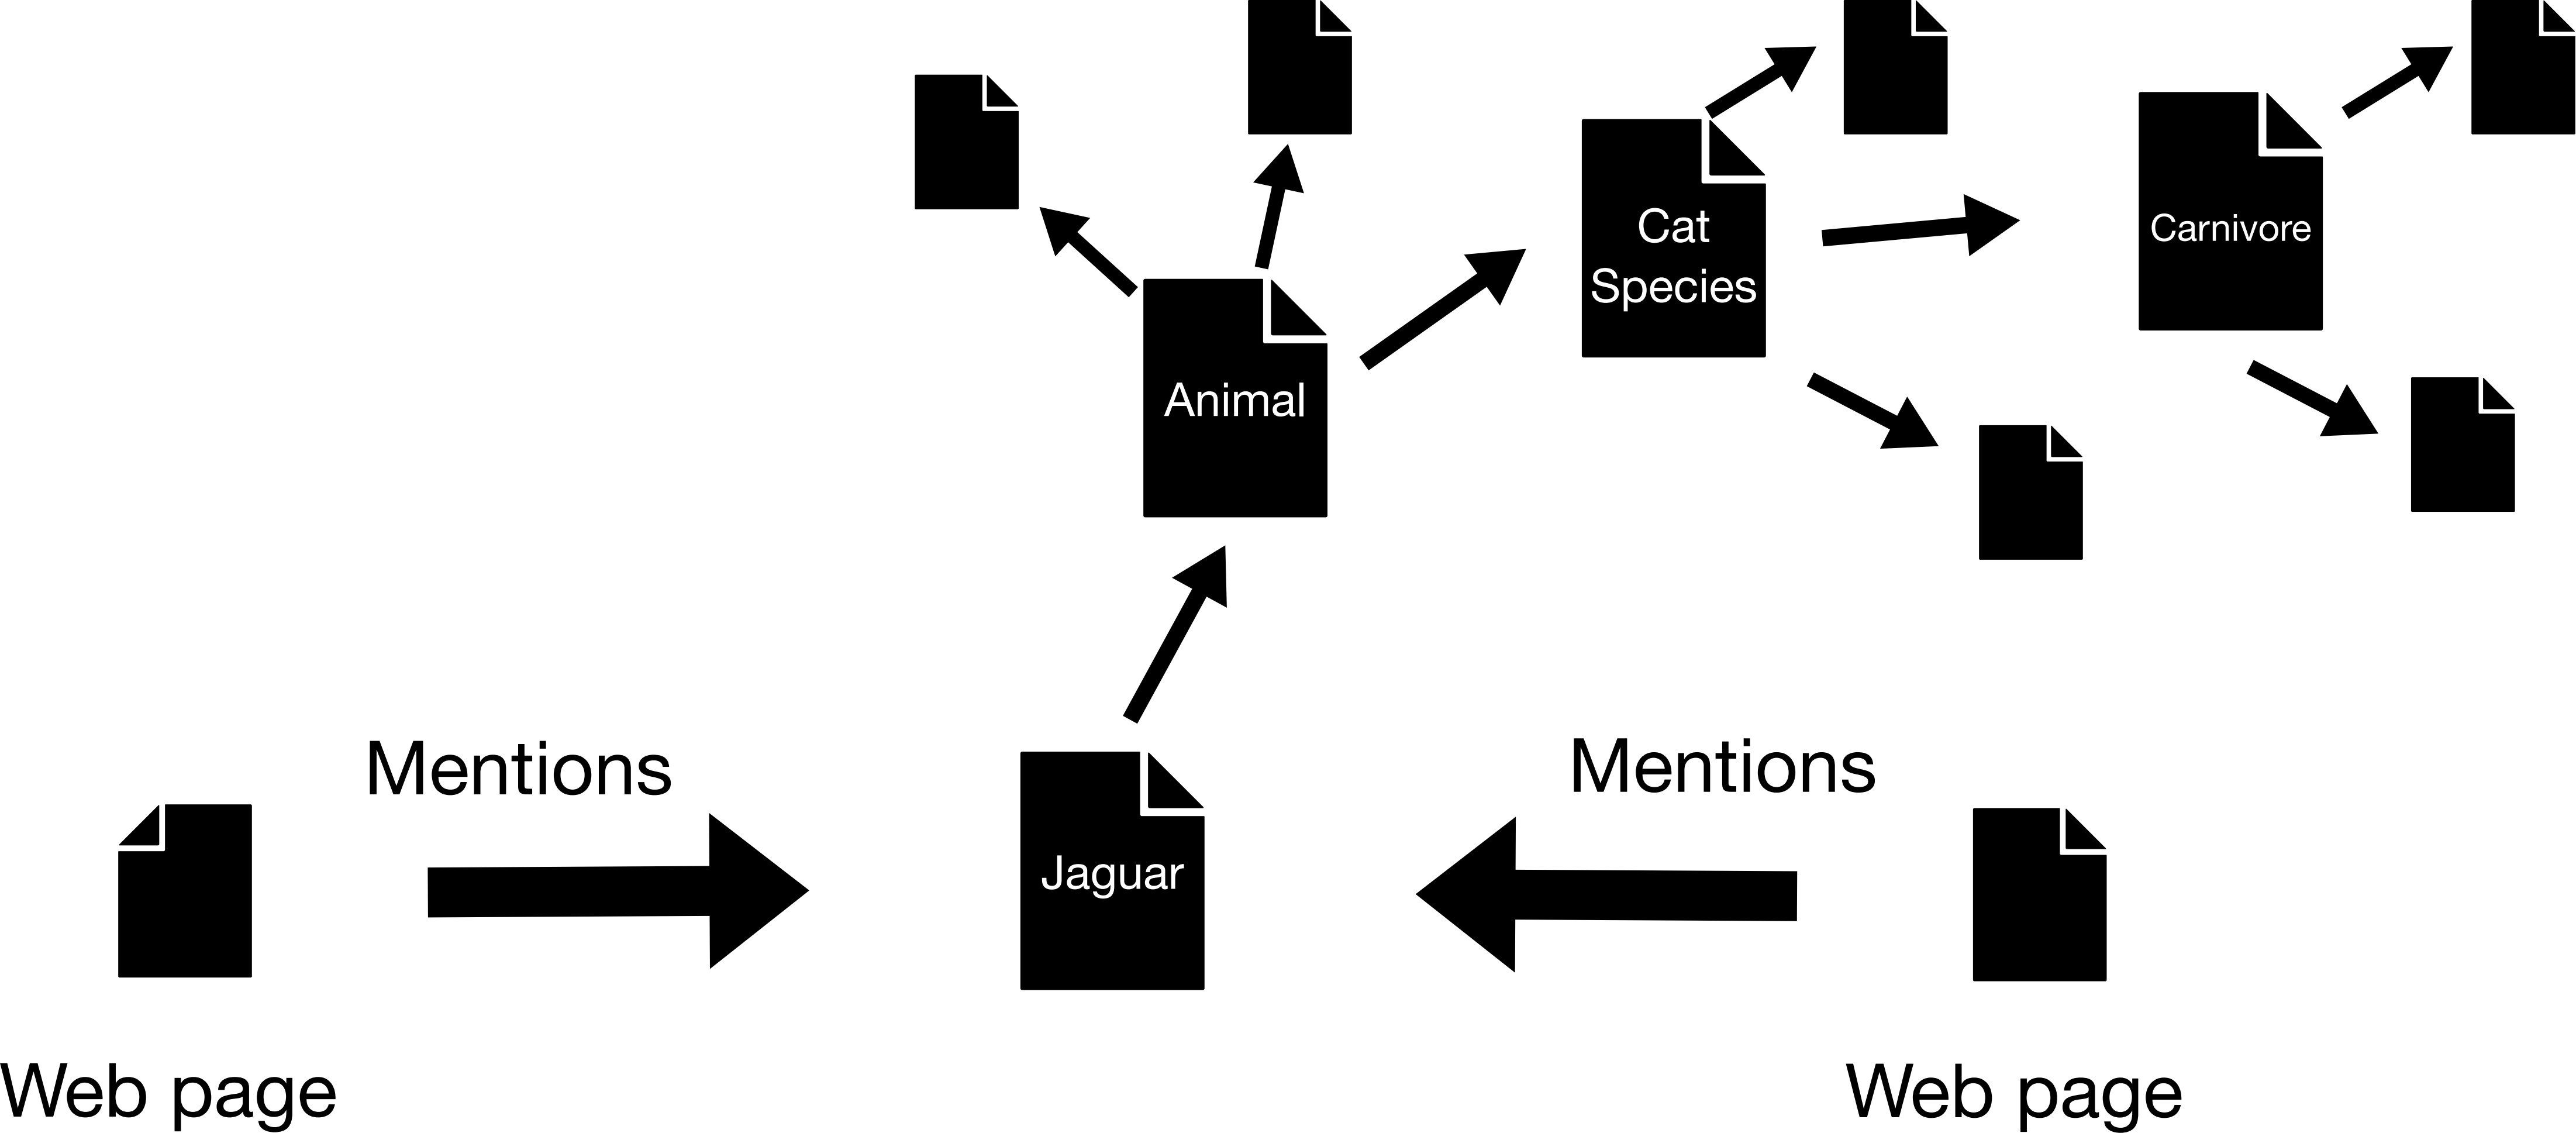 Cat
Species
Carnivore
Animal
Mentions
Mentions
Jaguar
Web page
Web page